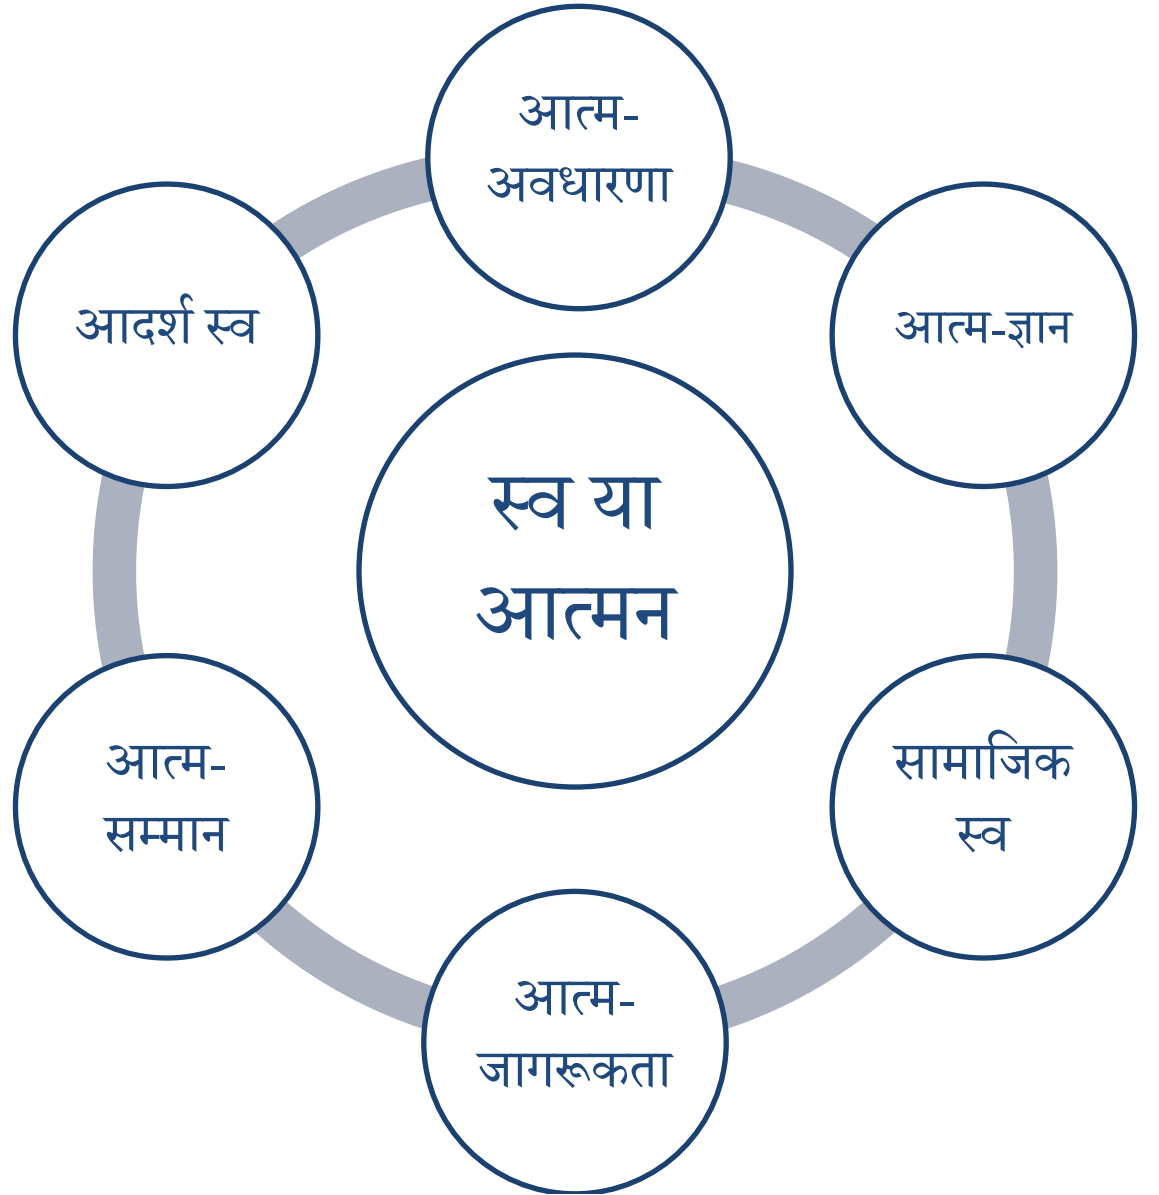 आत्म-
अवधारणा
आदर्श स्व
आत्म-ज्ञान
स्व या
आत्मन
आत्म-
सम्मान
सामाजिक
स्व
आत्म-
जागरूकता